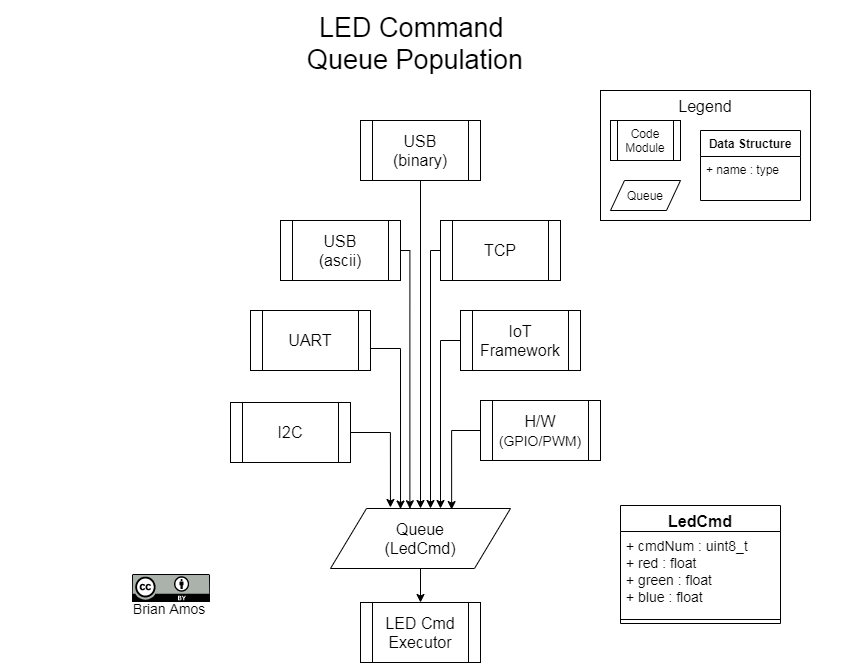 LED Command
Queue Population
Legend
Code
Module
Data Structure
+ name : type
Queue
USB
(binary)
USB
(ascii)
TCP
UART
IoT
Framework
I2C
H/W
(GPIO/PWM)
Queue
(LedCmd)
LedCmd
+ cmdNum : uint8_t
+ red : float
+ green : float
+ blue : float
cc
BY
Brian Amos
LED Cmd
Executor